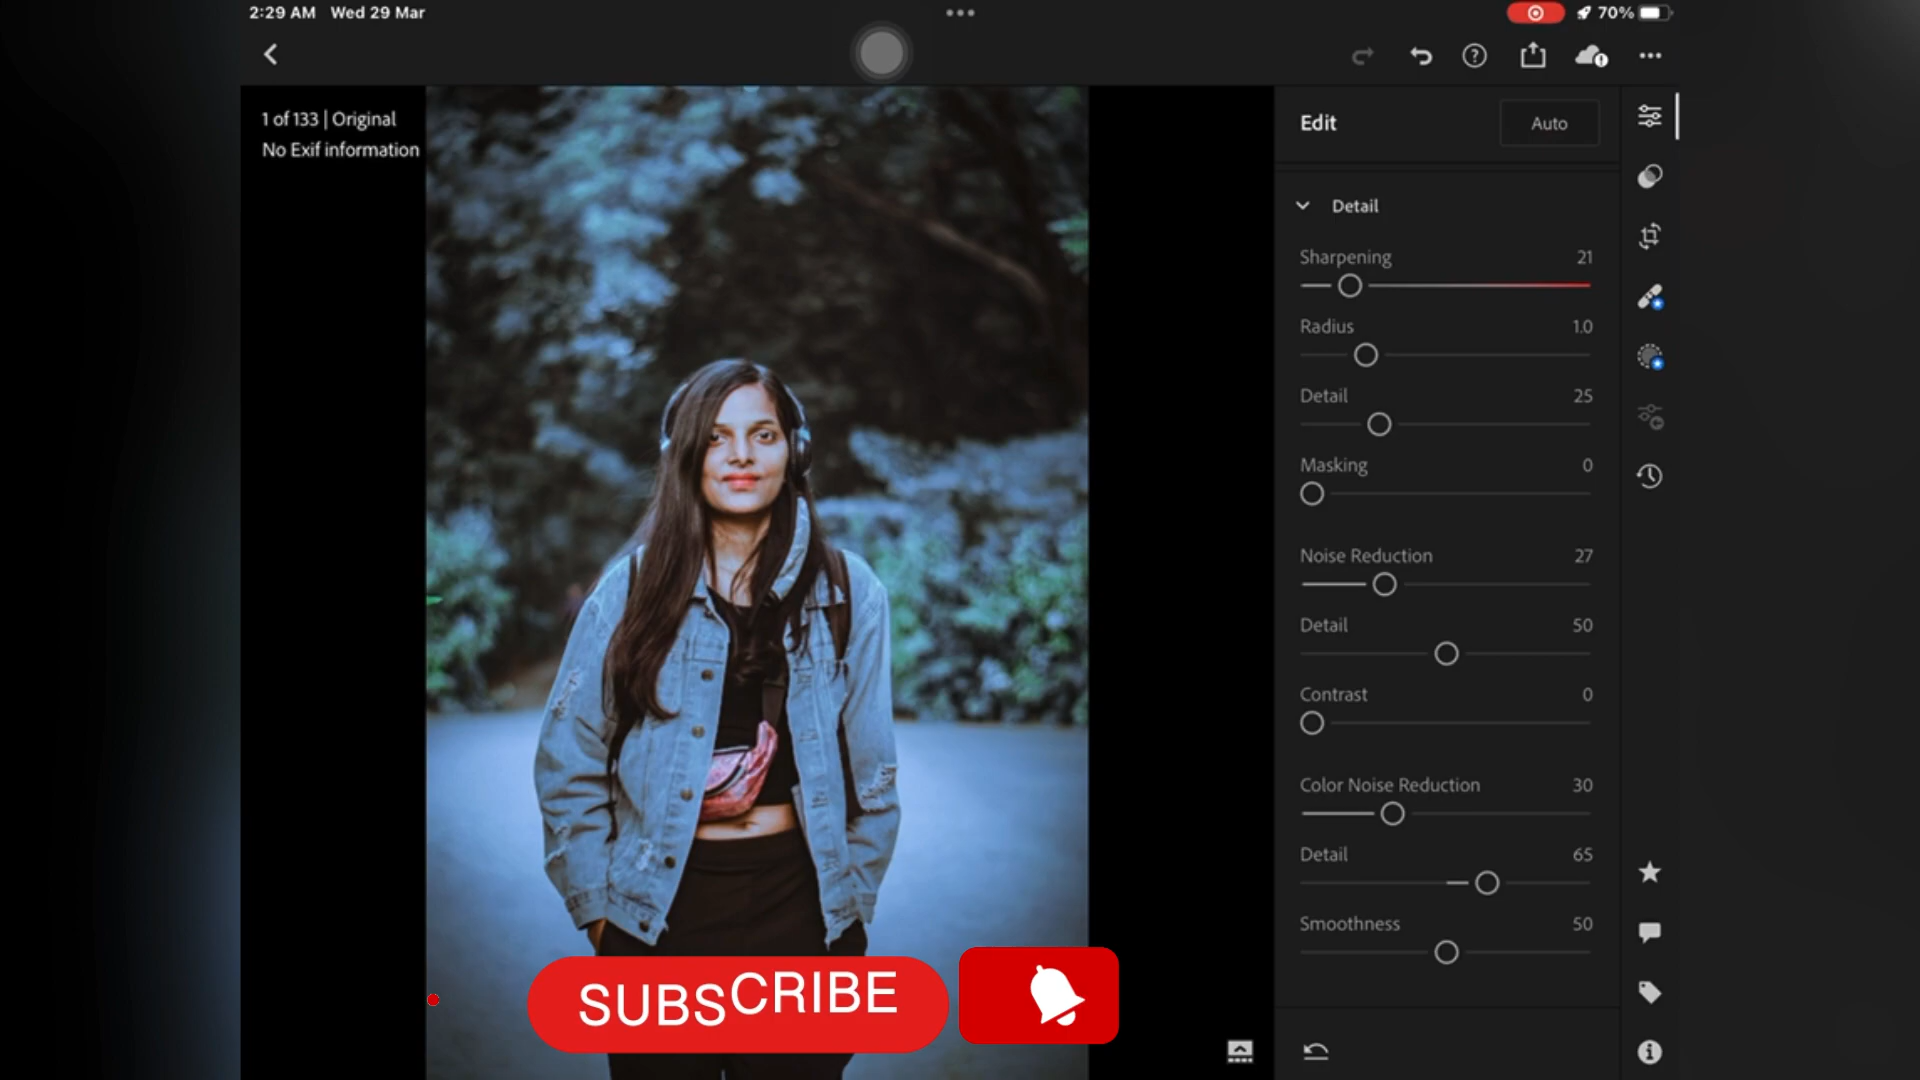 2:29 AM Wed 29 Mar
70%
1 of 133 | Original
No Exif information
Edit
Auto
Detail
Sharpening 21
Radius 1.0
Detail 25
Masking 0
Noise Reduction 27
Detail 50
Contrast 0
Color Noise Reduction 30
Detail 65
Smoothness 50
SUBSCRIBE